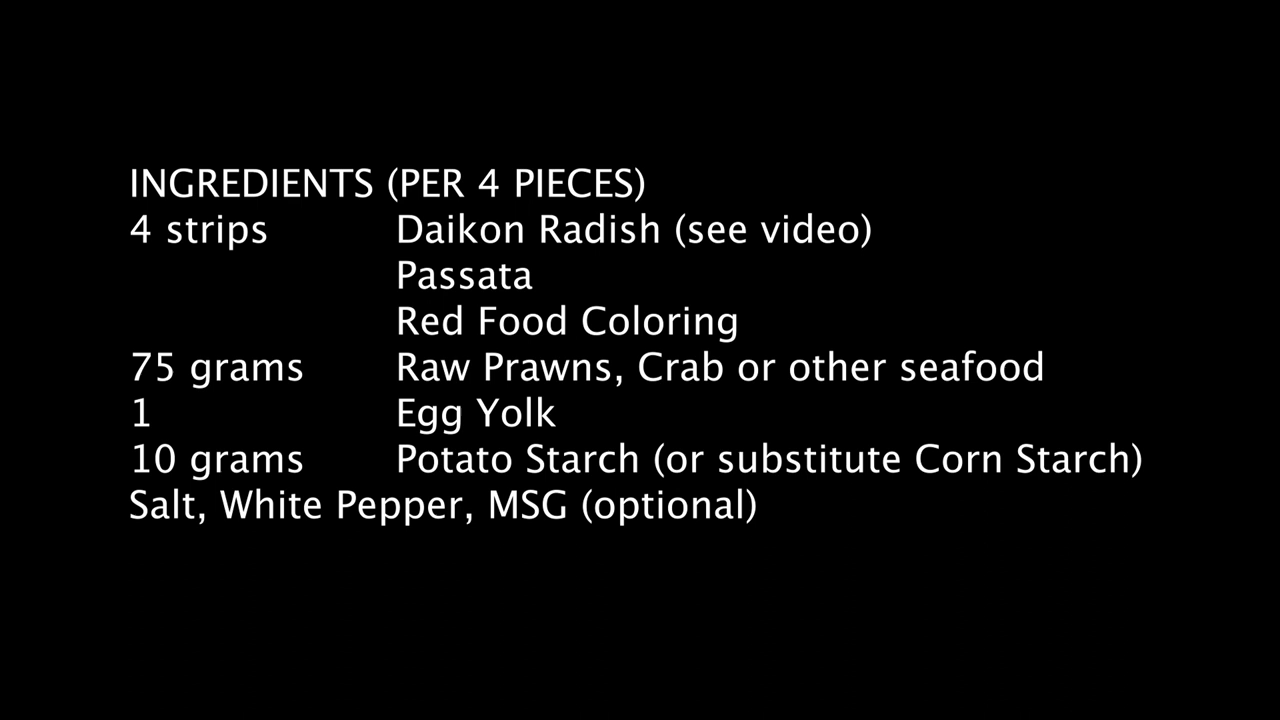 INGREDIENTS (PER 4 PIECES)
4 strips Daikon Radish (see video)
Passata
Red Food Coloring
75 grams Raw Prawns, Crab or other seafood
1 Egg Yolk
10 grams Potato Starch (or substitute Corn Starch)
Salt, White Pepper, MSG (optional)